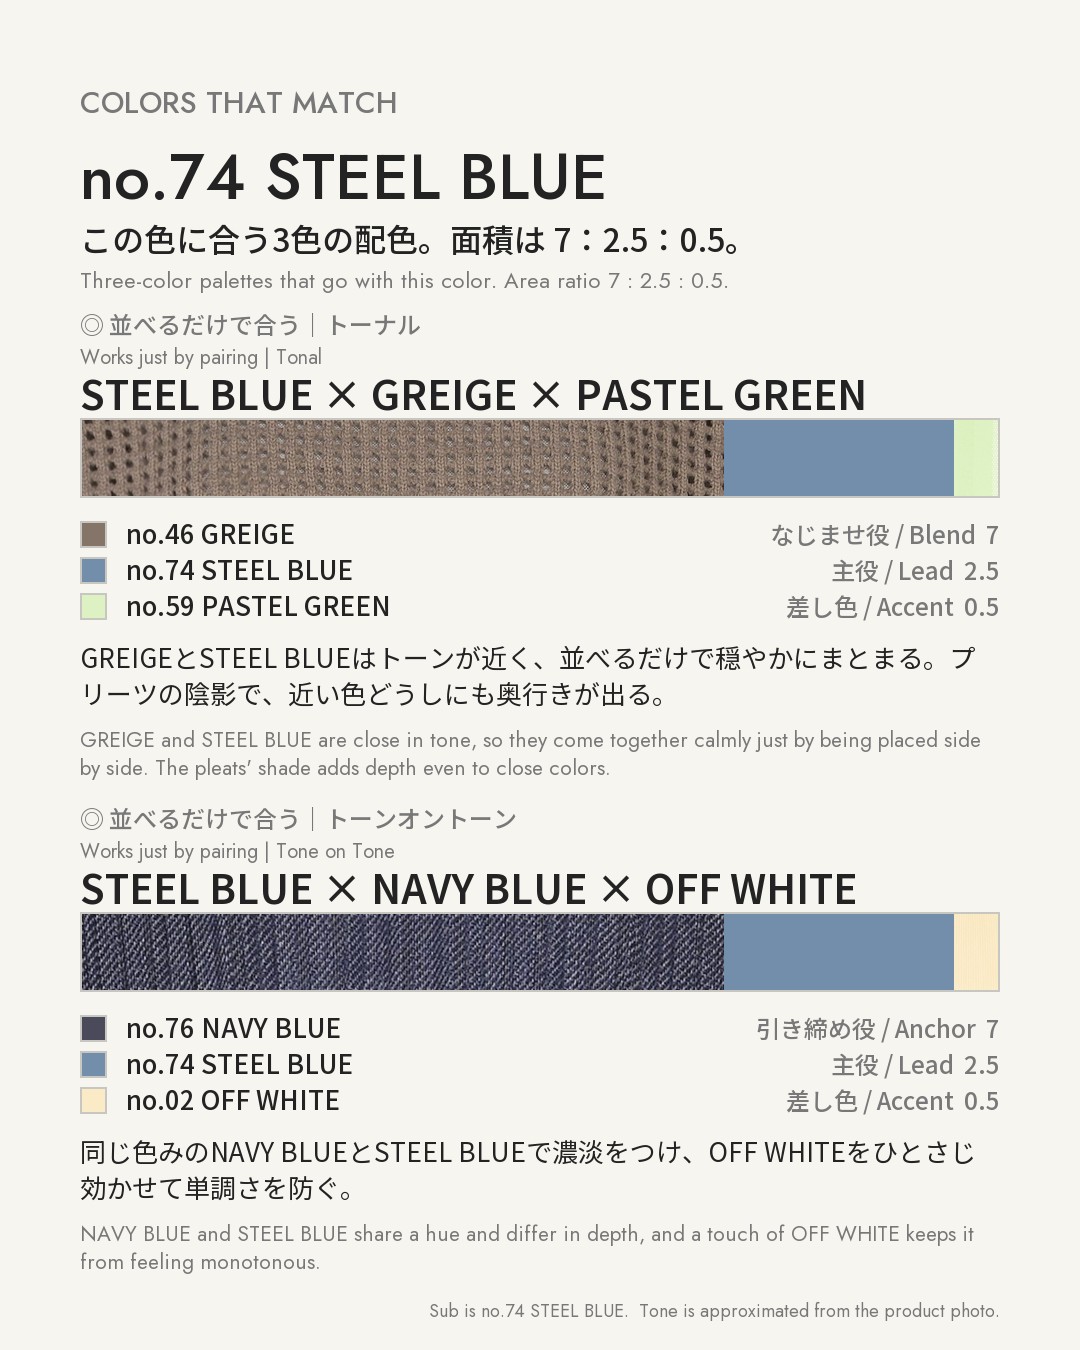 COLORS THAT MATCH
no.74 STEEL BLUE
この色に合う3色の配色。面積は 7：2.5：0.5。
Three-color palettes that go with this color. Area ratio 7 : 2.5 : 0.5.
◎ 並べるだけで合う｜トーナル
Works just by pairing | Tonal
STEEL BLUE × GREIGE × PASTEL GREEN
no.46 GREIGE なじませ役 / Blend 7
no.74 STEEL BLUE 主役 / Lead 2.5
no.59 PASTEL GREEN 差し色 / Accent 0.5
GREIGEとSTEEL BLUEはトーンが近く、並べるだけで穏やかにまとまる。プ
リーツの陰影で、近い色どうしにも奥行きが出る。
GREIGE and STEEL BLUE are close in tone, so they come together calmly just by being placed side
by side. The pleats' shade adds depth even to close colors.
◎ 並べるだけで合う｜トーンオントーン
Works just by pairing | Tone on Tone
STEEL BLUE × NAVY BLUE × OFF WHITE
no.76 NAVY BLUE 引き締め役 / Anchor 7
no.74 STEEL BLUE 主役 / Lead 2.5
no.02 OFF WHITE 差し色 / Accent 0.5
同じ色みのNAVY BLUEとSTEEL BLUEで濃淡をつけ、OFF WHITEをひとさじ
効かせて単調さを防ぐ。
NAVY BLUE and STEEL BLUE share a hue and differ in depth, and a touch of OFF WHITE keeps it
from feeling monotonous.
Sub is no.74 STEEL BLUE. Tone is approximated from the product photo.